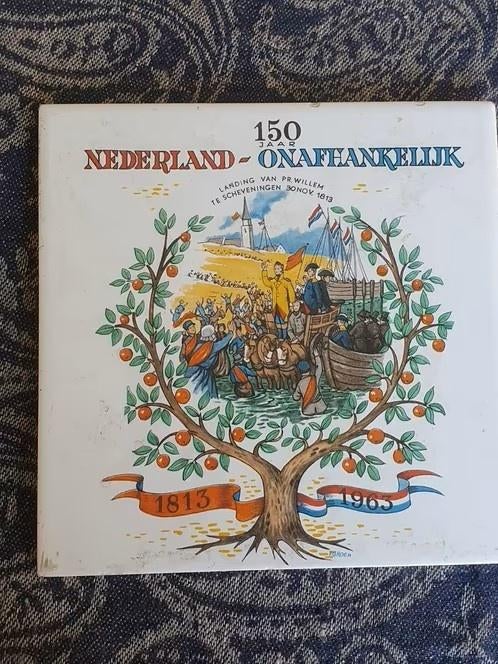 150
JAAR
NEDERLAND - ONAFHANKELIJK
LANDING VAN PR. WILLEM
TE SCHEVENINGEN 30 NOV. 1813
1813 1963